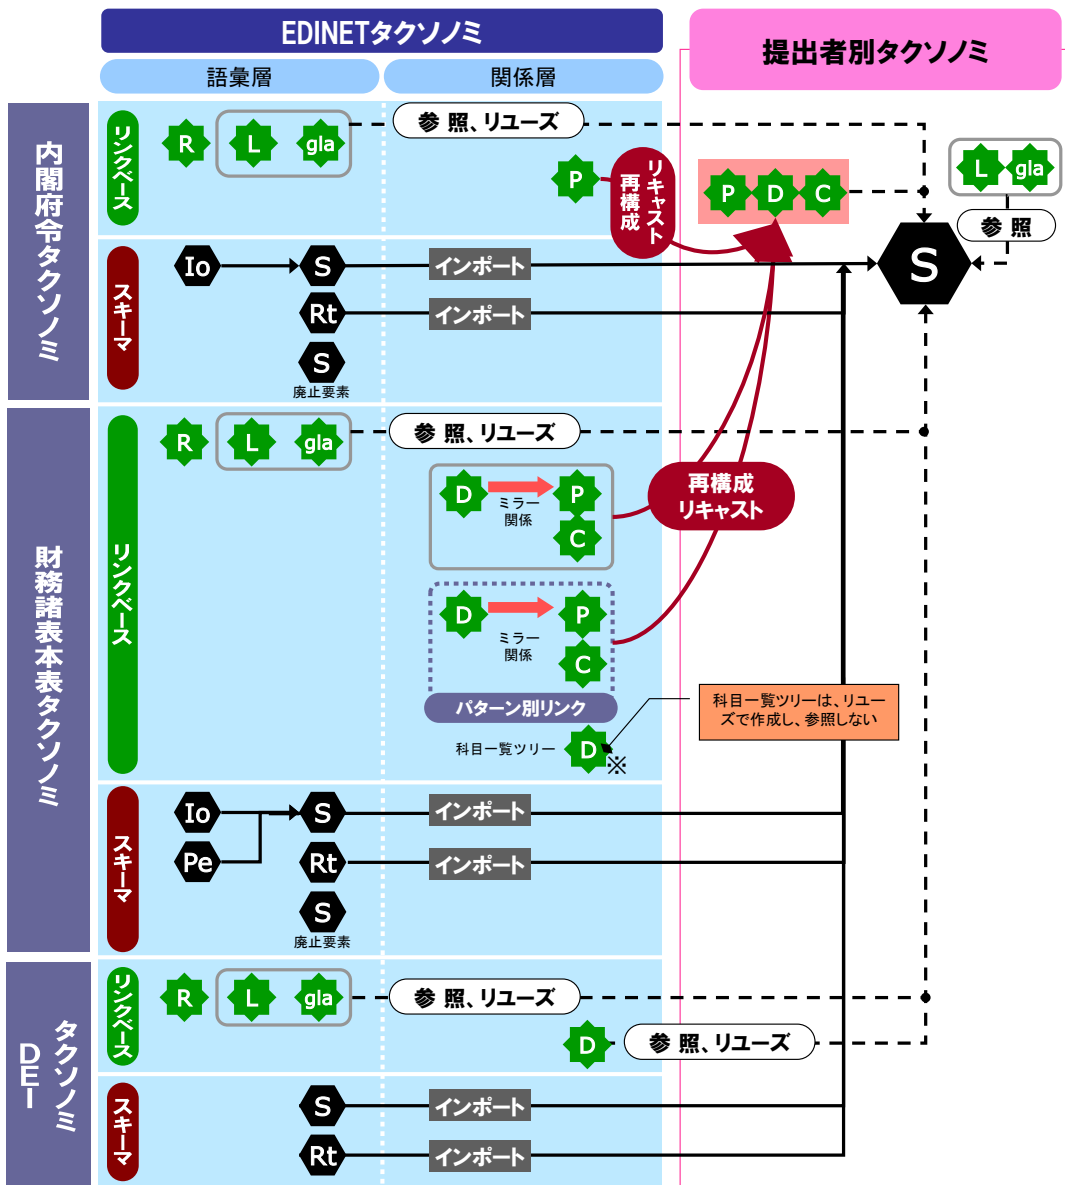 EDINETタクソノミ
提出者別タクソノミ
語彙層
関係層
内閣府令タクソノミ
リンクベース
R
L
gla
参 照、リユーズ
P
リキャスト
再構成
P
D
C
L
gla
参 照
S
スキーマ
Io
S
インポート
Rt
インポート
S
廃止要素
財務諸表本表タクソノミ
リンクベース
R
L
gla
参 照、リユーズ
D
ミラー
関係
P
C
再構成
リキャスト
D
ミラー
関係
P
C
パターン別リンク
科目一覧ツリー
D
※
科目一覧ツリーは、リユー
ズで作成し、参照しない
スキーマ
Io
S
インポート
Pe
Rt
インポート
S
廃止要素
タクソノミ
DEI
リンクベース
R
L
gla
参 照、リユーズ
D
参 照、リユーズ
スキーマ
S
インポート
Rt
インポート